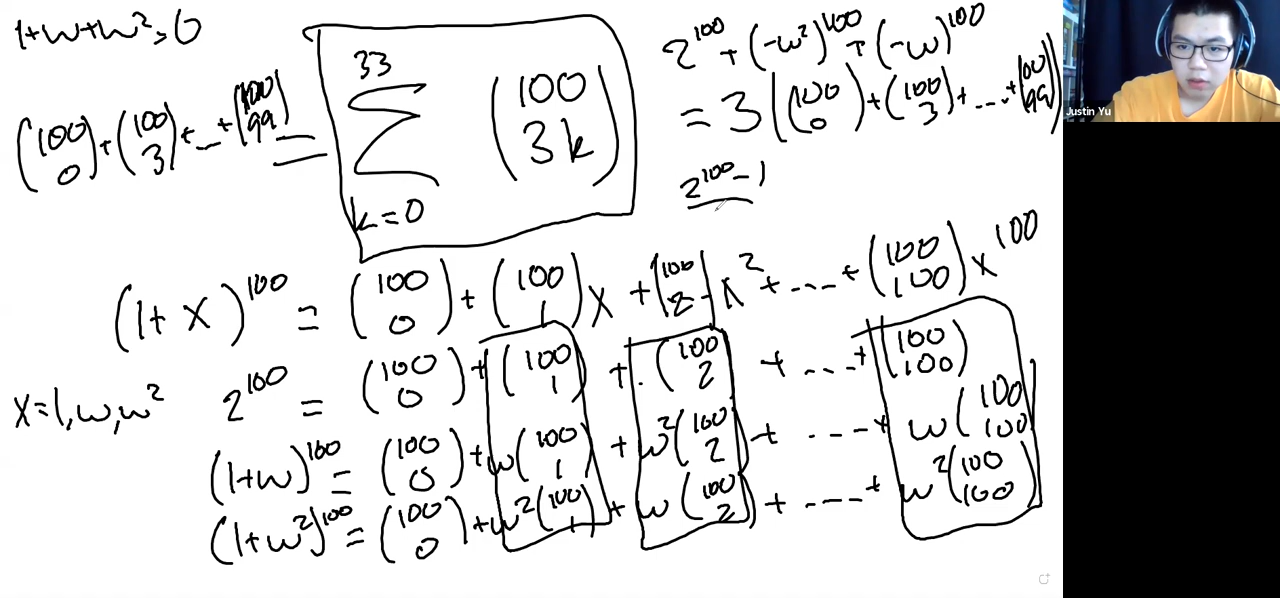 1+w+w²=0
(100 0)+(100 3)+...+(100 99) = 33 Σ k=0 (100 3k)
2^100 + (-w²)^100 + (-w)^100
= 3((100 0)+(100 3)+...+(100 99))
2^100 - 1
Justin Yu
(1+x)^100 = (100 0) + (100 1)x + (100 2)x² + ... + (100 100)x^100
x=1,w,w² 2^100 = (100 0) + (100 1) + (100 2) + ... + (100 100)
(1+w)^100 = (100 0) + w(100 1) + w²(100 2) + ... + w(100 100)
(1+w²)^100 = (100 0) + w²(100 1) + w(100 2) + ... + w²(100 100)